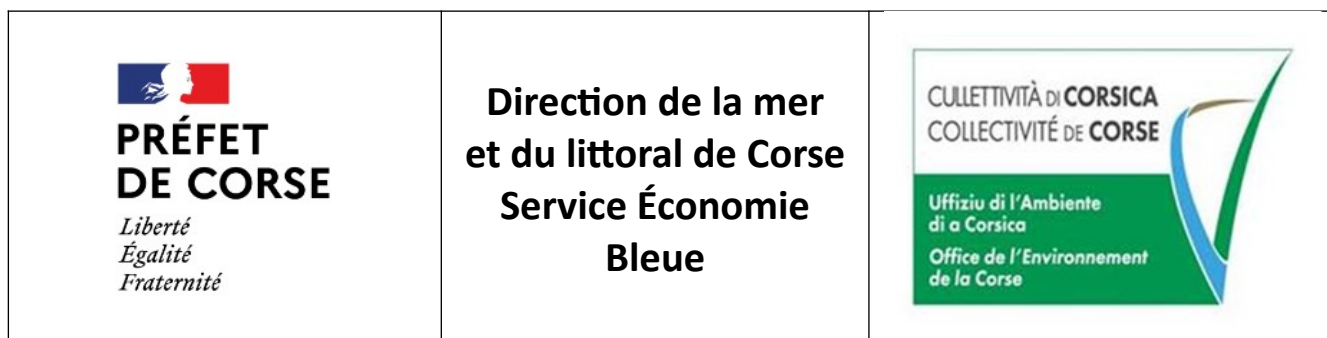 PRÉFET
DE CORSE
Liberté
Égalité
Fraternité
Direction de la mer
et du littoral de Corse
Service Économie
Bleue
CULLETTIVITÀ DI CORSICA
COLLECTIVITÉ DE CORSE
Uffiziu di l'Ambiente
di a Corsica
Office de l'Environnement
de la Corse